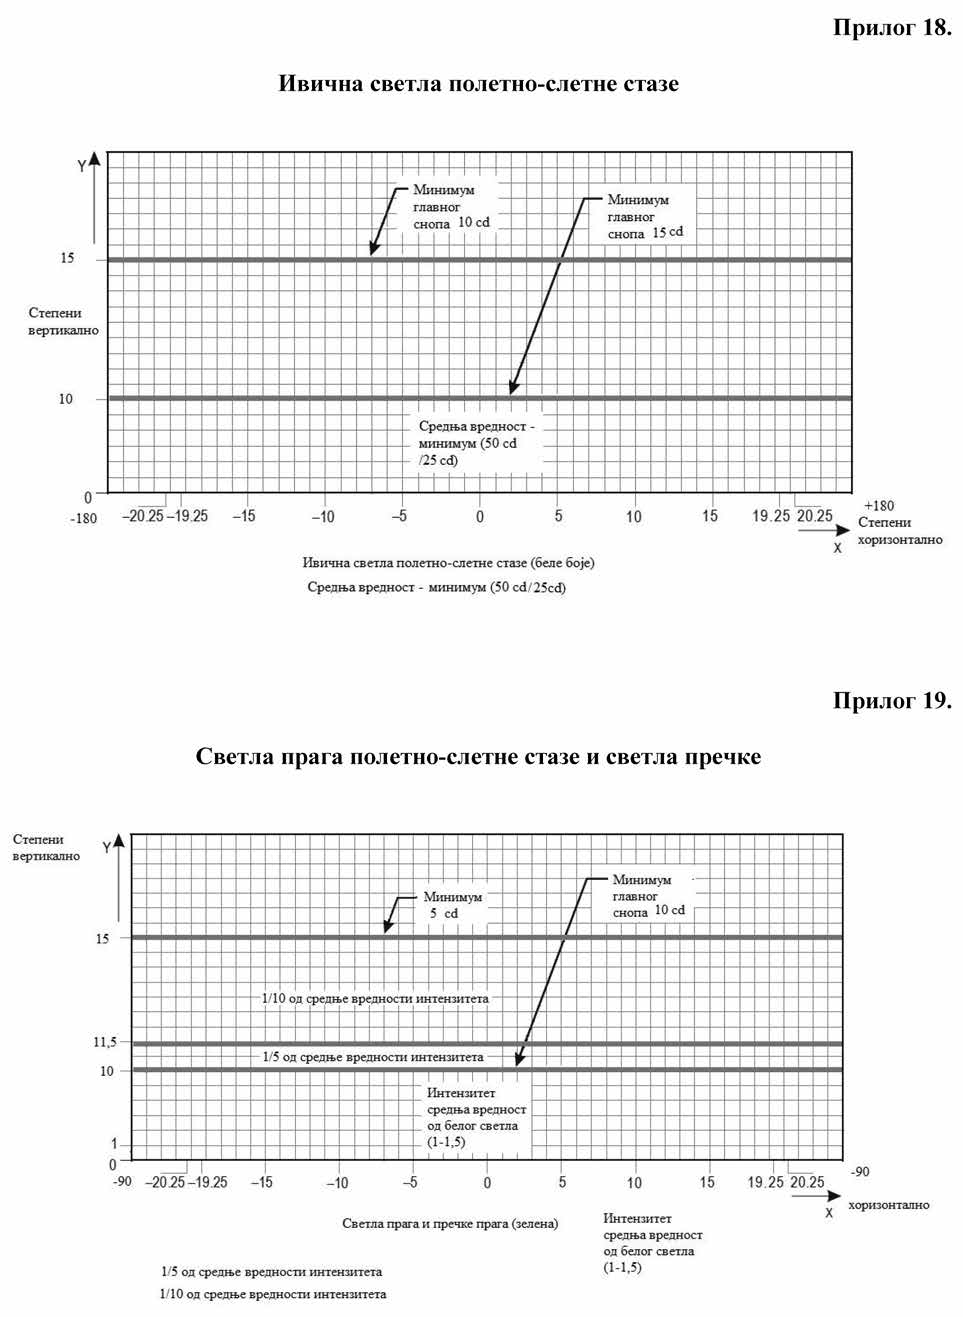 Прилог 18.
Ивична светла полетно-слетне стазе
Y
Минимум
главног
снопа 10 cd
Минимум
главног
снопа 15 cd
15
Степени
вертикално
10
Средња вредност -
минимум (50 cd
/25 cd)
0
-180
–20.25
–19.25
–15
–10
–5
0
5
10
15
19.25
20.25
+180
Степени
хоризонтално
X
Ивична светла полетно-слетне стазе (беле боје)
Средња вредност - минимум (50 cd/25cd)
Прилог 19.
Светла прага полетно-слетне стазе и светла пречке
Степени
вертикално
Y
Минимум
5 cd
Минимум
главног
снопа 10 cd
15
1/10 од средње вредности интензитета
11,5
1/5 од средње вредности интензитета
10
Интензитет
средња вредност
од белог светла
(1-1,5)
1
0
-90
–20.25
–19.25
–15
–10
–5
0
5
10
15
19.25
20.25
-90
хоризонтално
X
Светла прага и пречке прага (зелена)
Интензитет
средња вредност
од белог светла
(1-1,5)
1/5 од средње вредности интензитета
1/10 од средње вредности интензитета